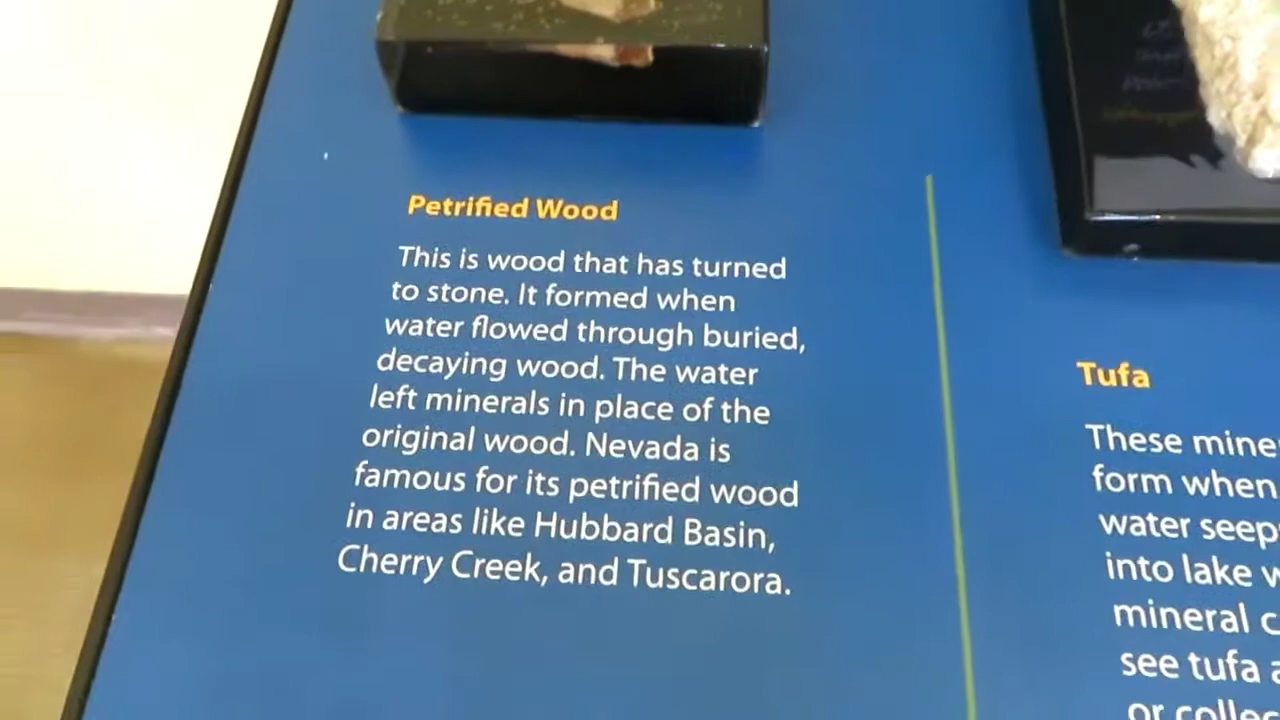 Petrified Wood
This is wood that has turned
to stone. It formed when
water flowed through buried,
decaying wood. The water
left minerals in place of the
original wood. Nevada is
famous for its petrified wood
in areas like Hubbard Basin,
Cherry Creek, and Tuscarora.
Tufa
These
form when
water
into lake
mineral
see tufa
or